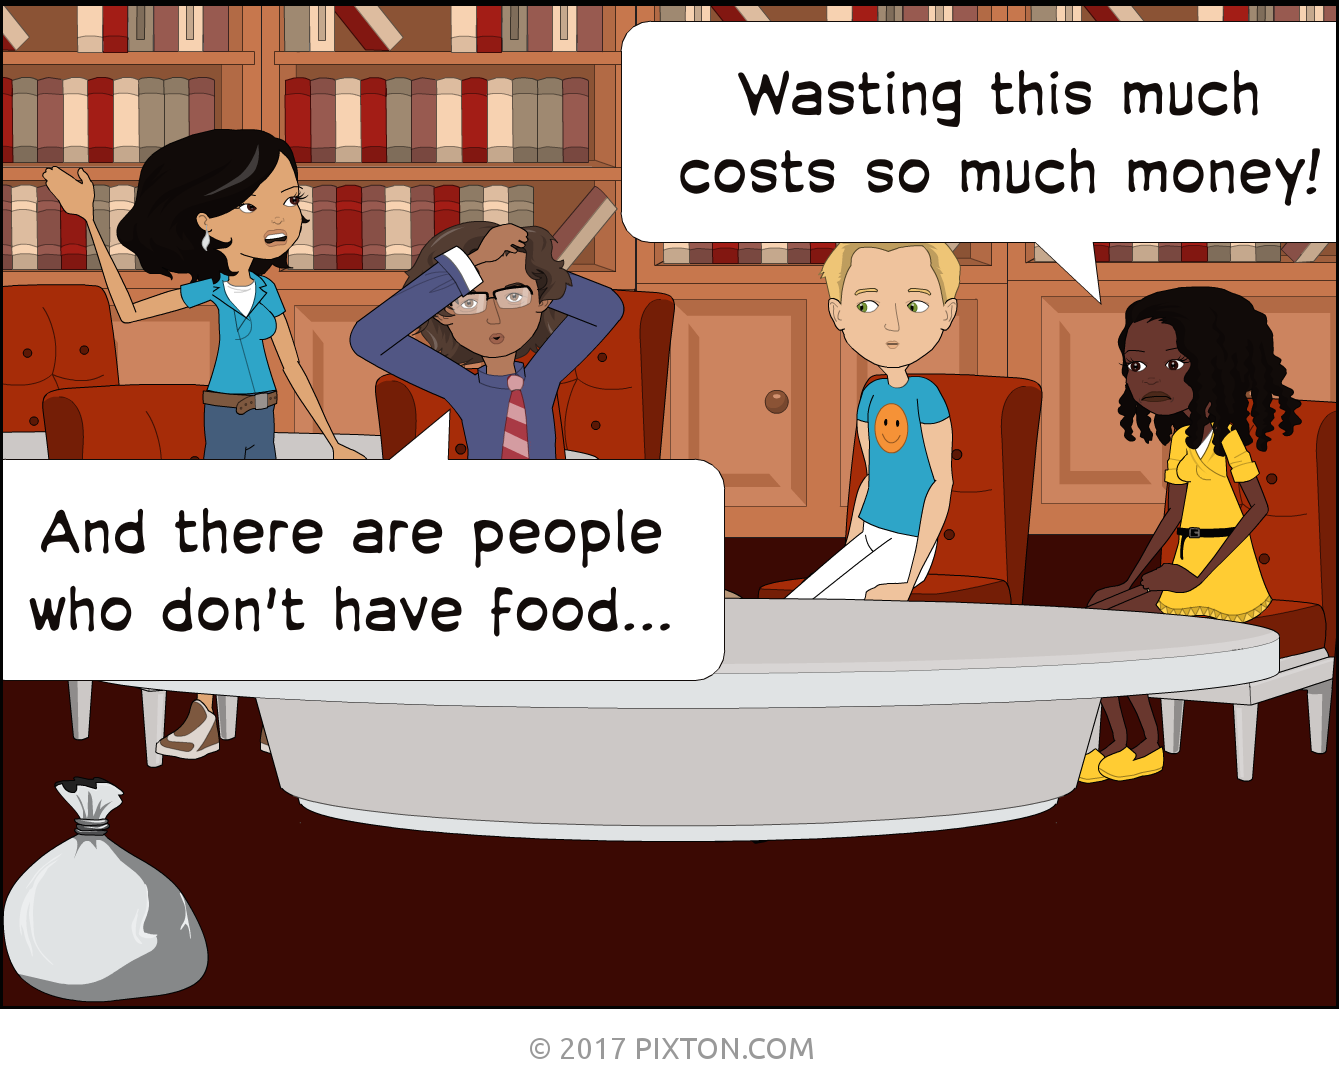 Wasting this much
costs so much money!
And there are people
who don't have food...
© 2017 PIXTON.COM